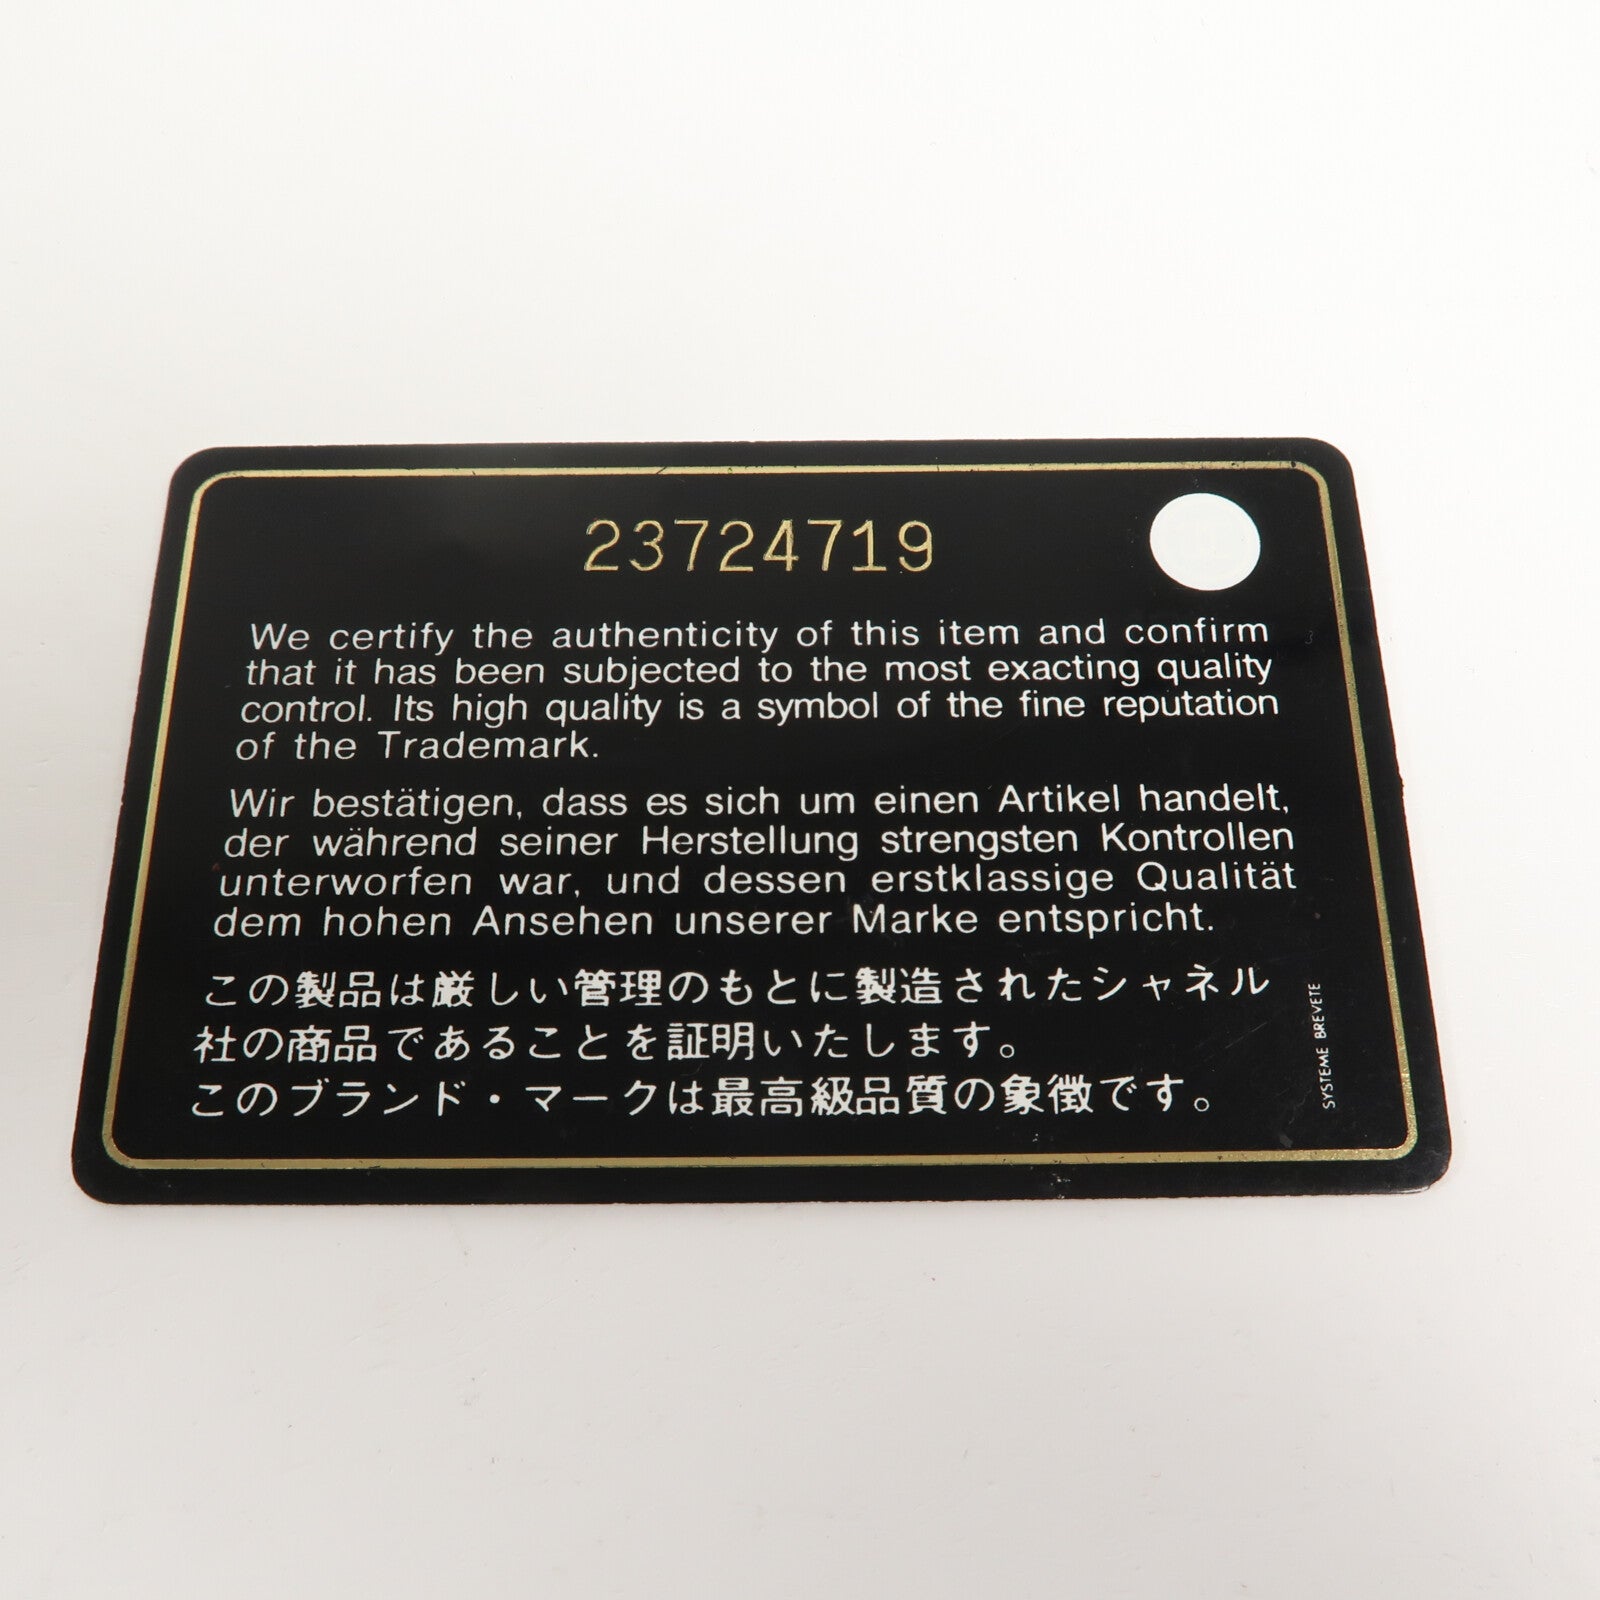 23724719
We certify the authenticity of this item and confirm
that it has been subjected to the most exacting quality
control. Its high quality is a symbol of the fine reputation
of the Trademark.
Wir bestätigen, dass es sich um einen Artikel handelt,
der während seiner Herstellung strengsten Kontrollen
unterworfen war, und dessen erstklassige Qualität
dem hohen Ansehen unserer Marke entspricht.
この製品は厳しい管理のもとに製造されたシャネル
社の商品であることを証明いたします。
このブランド・マークは最高級品質の象徴です。
SYSTEME BREVETE